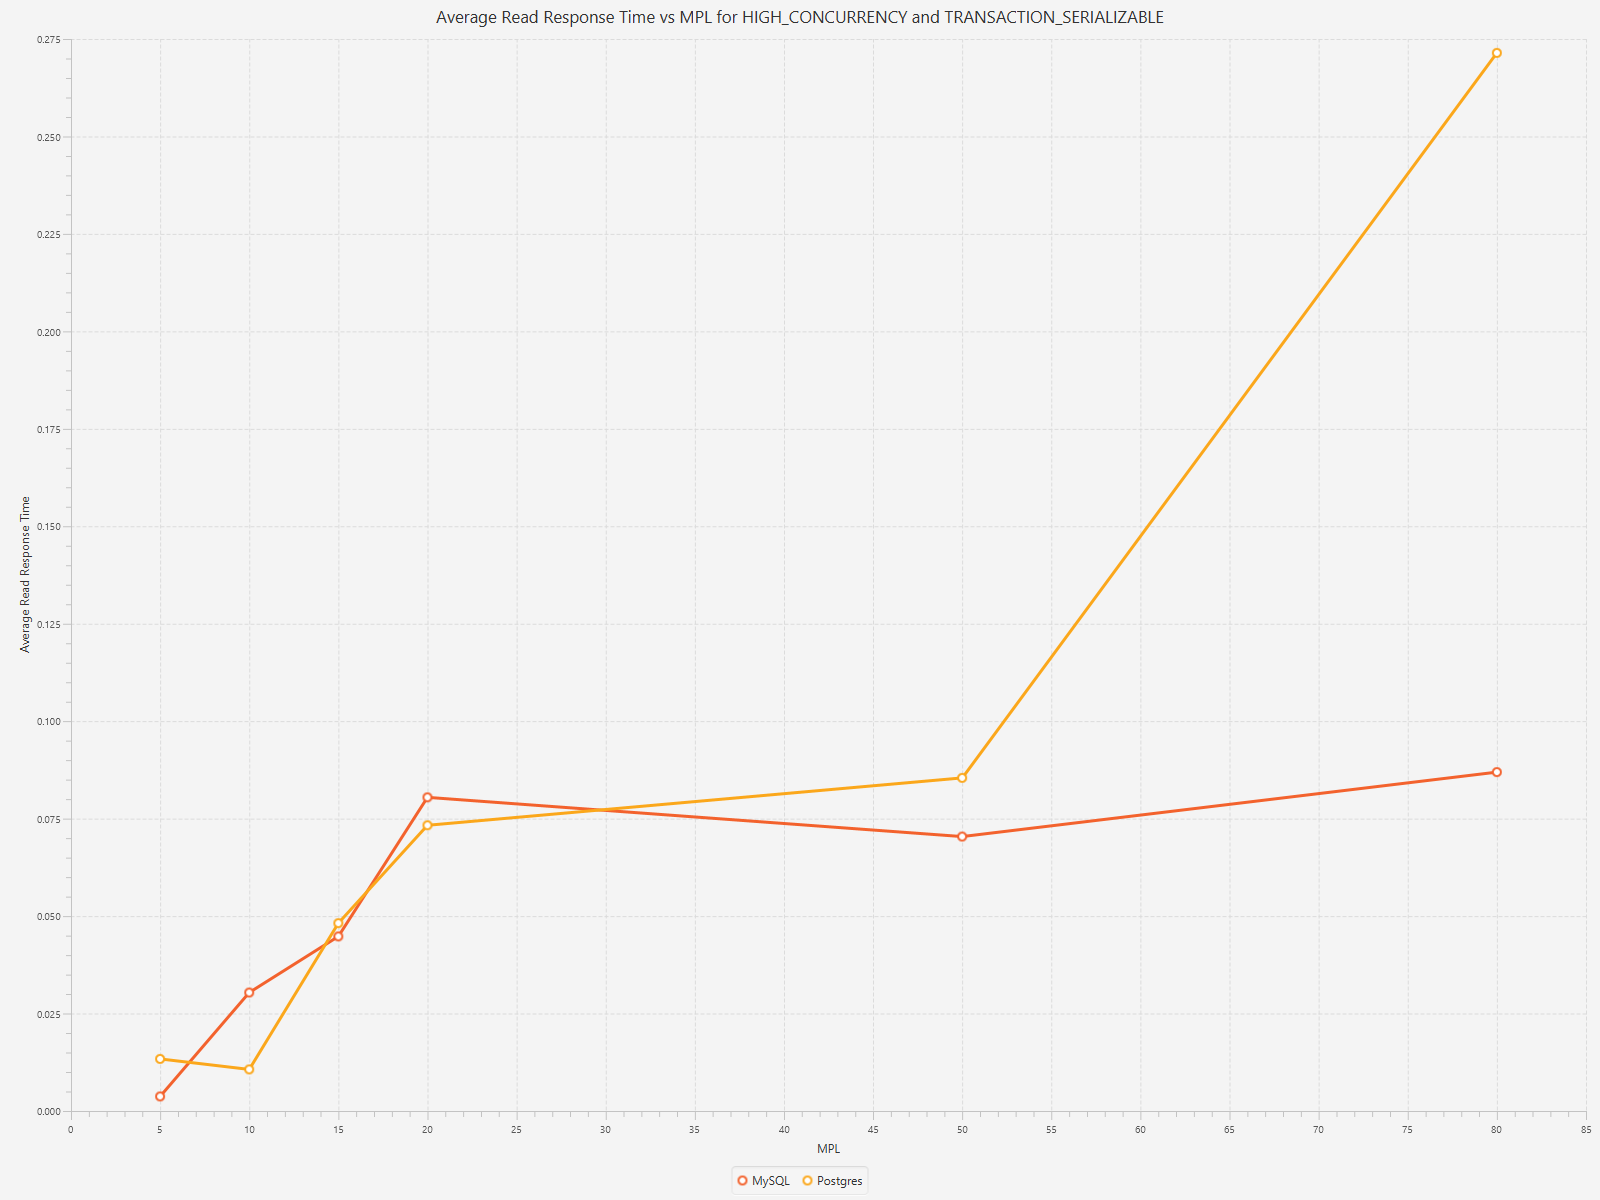 Average Read Response Time vs MPL for HIGH_CONCURRENCY and TRANSACTION_SERIALIZABLE
0.275
0.250
0.225
0.200
0.175
0.150
0.125
0.100
0.075
0.050
0.025
0.000
Average Read Response Time
0 5 10 15 20 25 30 35 40 45 50 55 60 65 70 75 80 85
MPL
MySQL Postgres